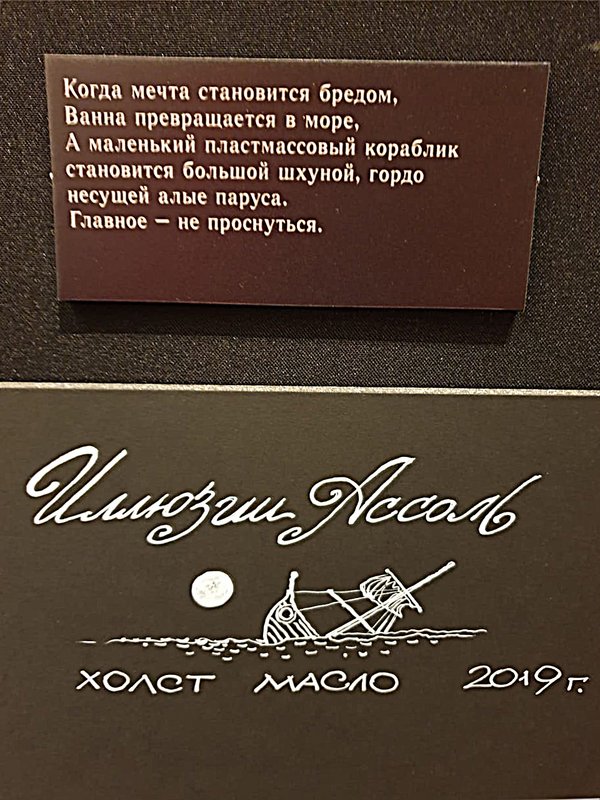 Когда мечта становится бредом,
Ванна превращается в море,
А маленький пластмассовый кораблик
становится большой шхуной, гордо
несущей алые паруса.
Главное – не проснуться.
Иллюзии Ассоль
ХОЛСТ МАСЛО 2019 г.